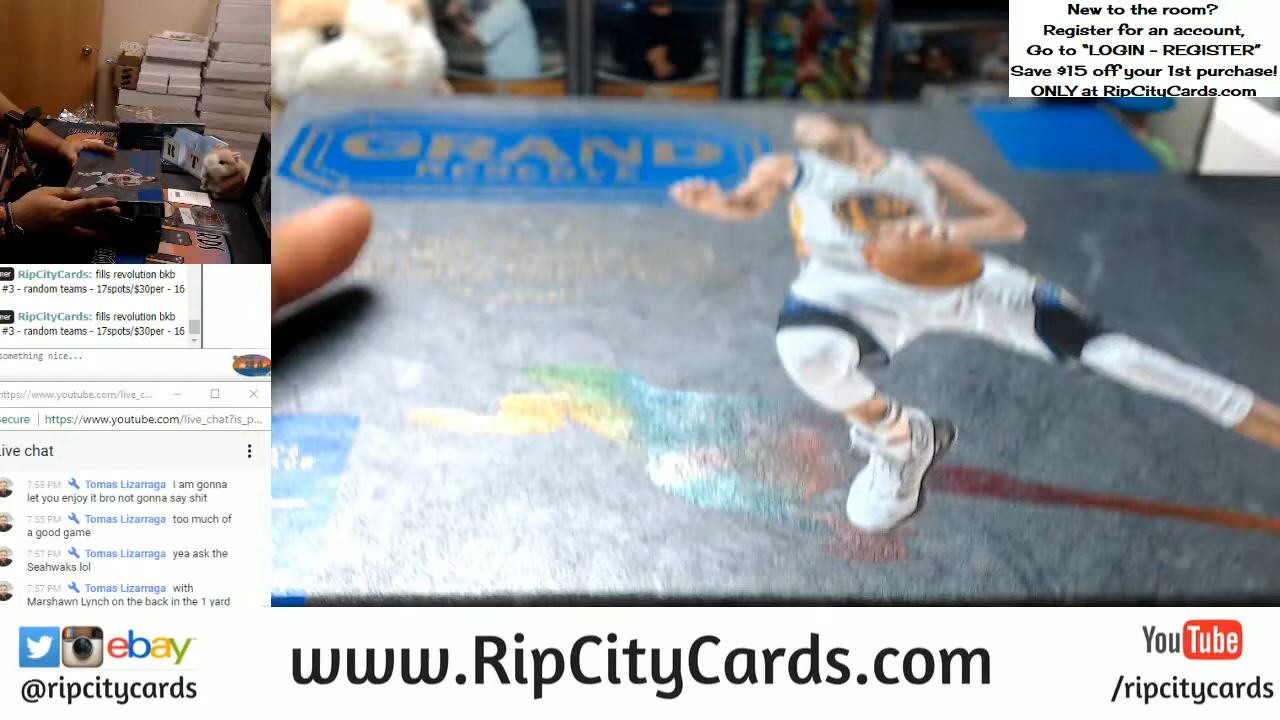 New to the room?
Register for an account,
Go to “LOGIN - REGISTER”
Save $15 off your 1st purchase!
ONLY at RipCityCards.com
GRAND
RESERVE
R T
ner RipCityCards: fills revolution bkb
#3 - random teams - 17spots/$30per - 16
ner RipCityCards: fills revolution bkb
#3 - random teams - 17spots/$30per - 16
something nice...
https://www.youtube.com/live_c...
ecure https://www.youtube.com/live_chat?is_p...
ive chat
7:55 PM Tomas Lizarraga I am gonna
let you enjoy it bro not gonna say shit
7:55 PM Tomas Lizarraga too much of
a good game
7:57 PM Tomas Lizarraga yea ask the
Seahwaks lol
7:57 PM Tomas Lizarraga with
Marshawn Lynch on the back in the 1 yard
ebay
@ripcitycards
www.RipCityCards.com
YouTube
/ripcitycards